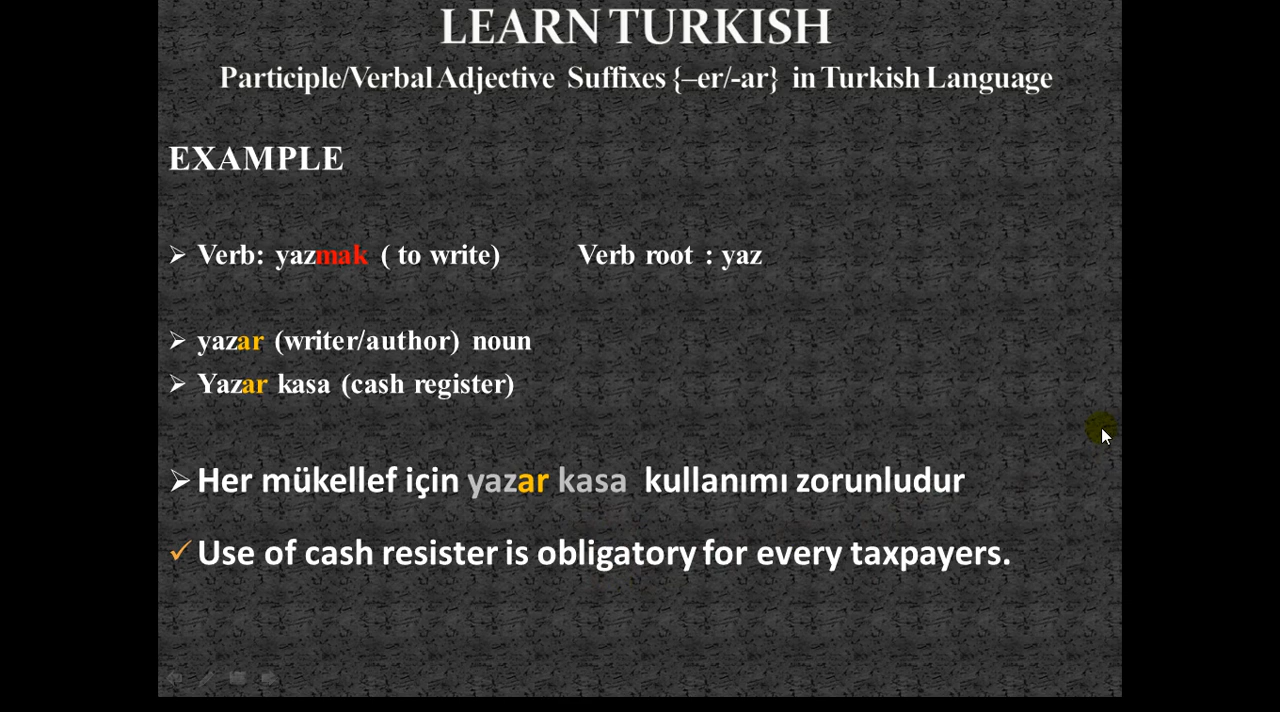 LEARN TURKISH
Participle/Verbal Adjective Suffixes {–er/-ar} in Turkish Language
EXAMPLE
➢ Verb: yazmak ( to write) Verb root : yaz
➢ yazar (writer/author) noun
➢ Yazar kasa (cash register)
➢ Her mükellef için yazar kasa kullanımı zorunludur
✓ Use of cash resister is obligatory for every taxpayers.